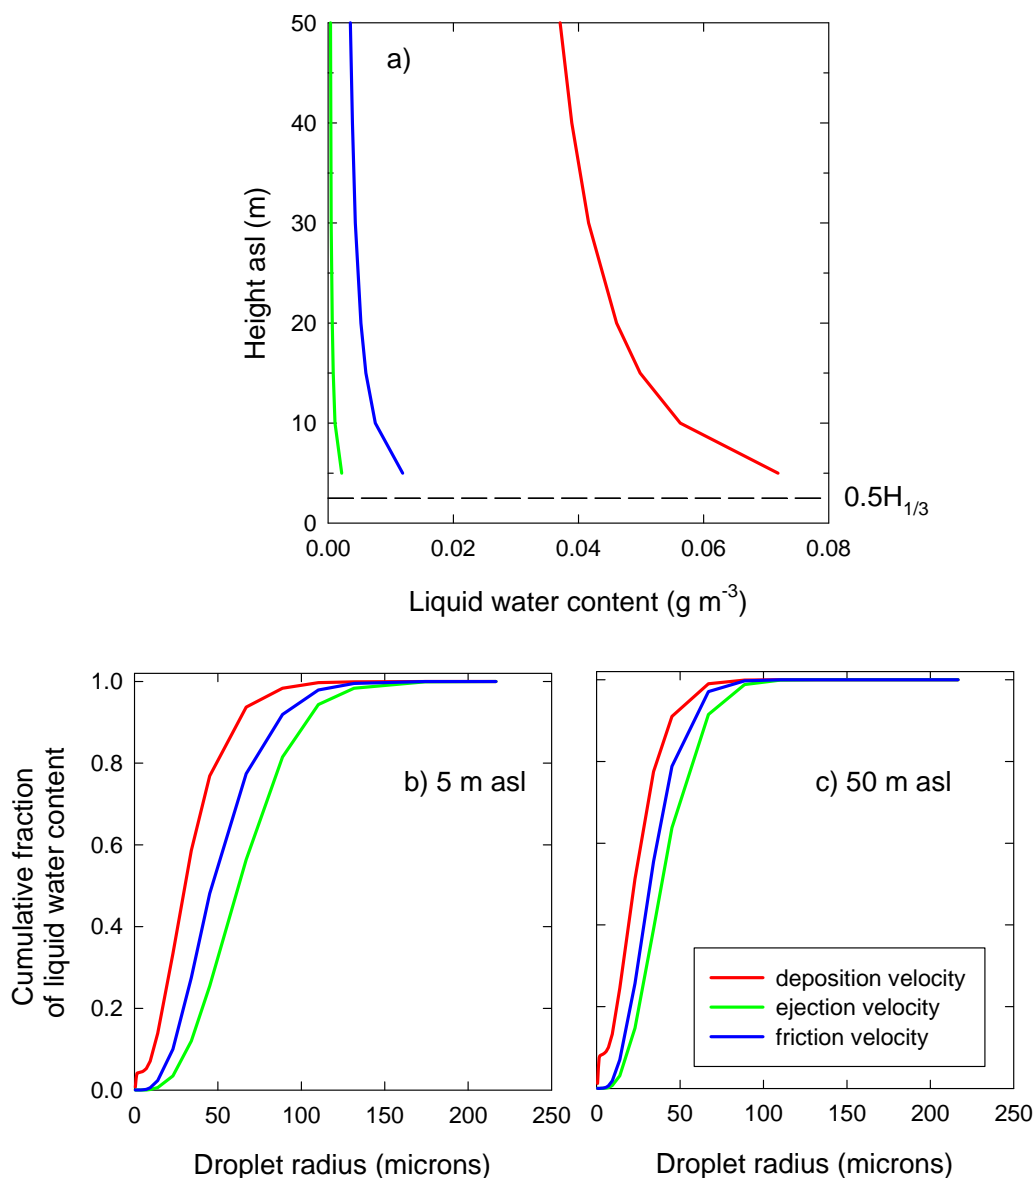 50
a)
40
30
Height asl (m)
20
10
0.5H1/3
0
0.00 0.02 0.04 0.06 0.08
Liquid water content (g m-3)
1.0
0.8
b) 5 m asl
c) 50 m asl
0.6
Cumulative fraction
of liquid water content
0.4
deposition velocity
ejection velocity
friction velocity
0.2
0.0
0 50 100 150 200 250
0 50 100 150 200 250
Droplet radius (microns)
Droplet radius (microns)